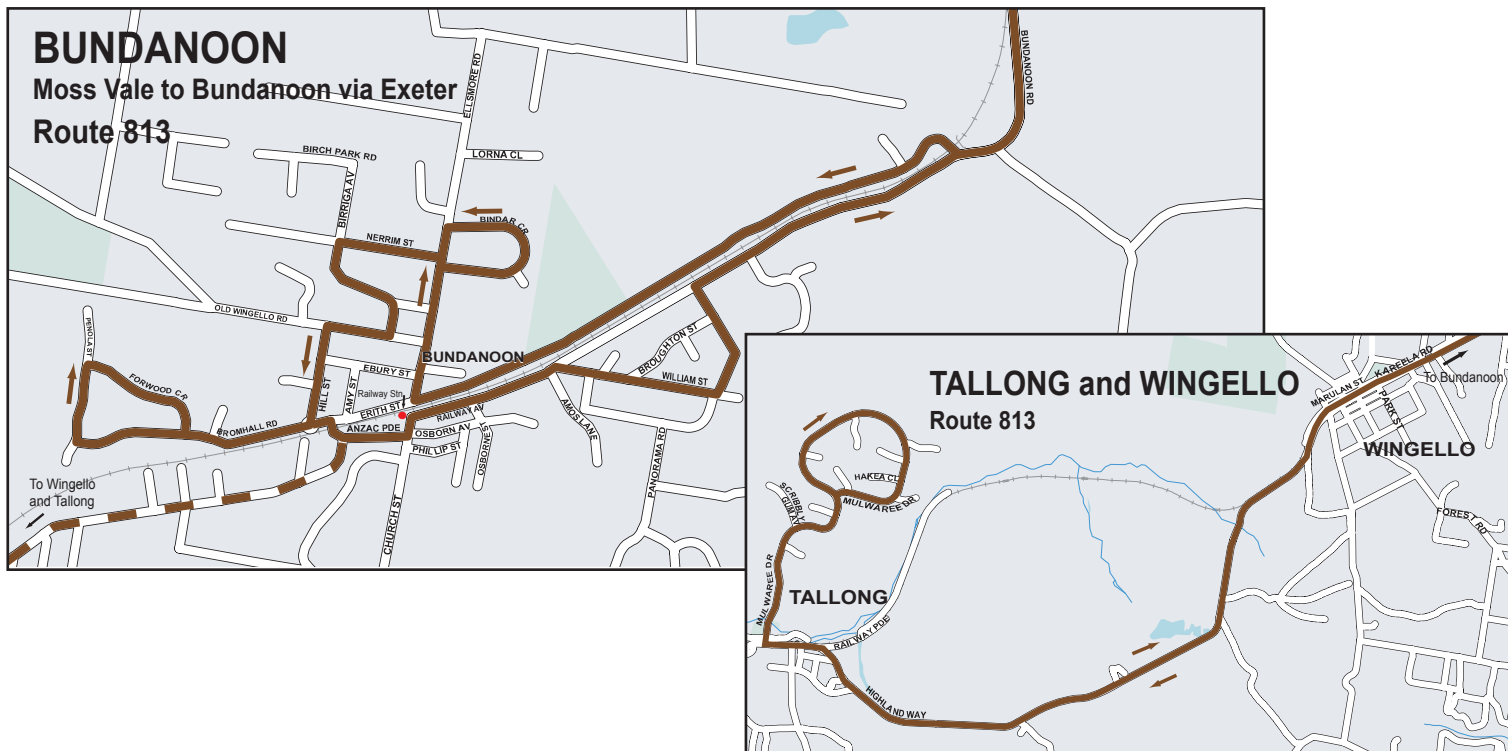 BUNDANOON
Moss Vale to Bundanoon via Exeter
Route 813
BUNDANOON RD
ELLSMORE RD
BIRCH PARK RD
LORNA CL
BIRRIGA AV
BINDAR CR
NERRIM ST
OLD WINGELLO RD
PENOLA ST
FORWOOD CR
BUNDANOON
BROUGHTON ST
EBURY ST
WILLIAM ST
HILL ST
AMY ST
Railway Stn
ERITH ST
RAILWAY AV
BROMHALL RD
ANZAC PDE
OSBORN AV
PHILLIP ST
OSBORNE ST
AMOS LANE
PANORAMA RD
CHURCH ST
To Wingello
and Tallong
TALLONG and WINGELLO
Route 813
KAREELA RD
To Bundanoon
MARULAN ST
PARK ST
WINGELLO
HAKEA CL
MULWAREE DR
SCRIBBLY
GUM AV
FOREST RD
MULWAREE DR
TALLONG
RAILWAY PDE
HIGHLAND WAY